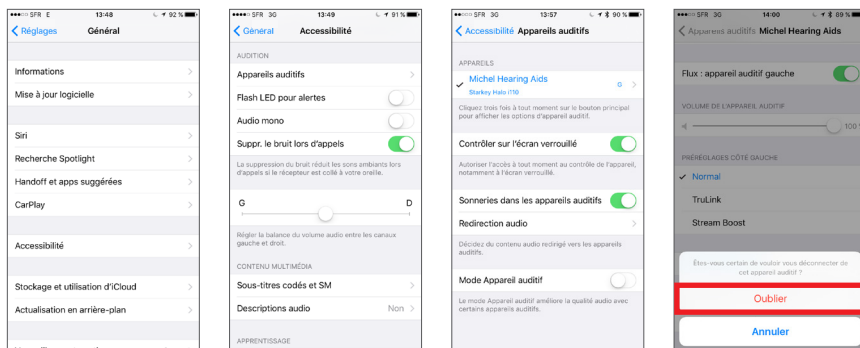 ●●●●○ SFR E 13:48 92 %
Réglages Général
Informations
Mise à jour logicielle
Siri
Recherche Spotlight
Handoff et apps suggérées
CarPlay
Accessibilité
Stockage et utilisation d’iCloud
Actualisation en arrière-plan
●●●●○ SFR 3G 13:49 91 %
Général Accessibilité
AUDITION
Appareils auditifs
Flash LED pour alertes
Audio mono
Suppr. le bruit lors d’appels
La suppression du bruit réduit les sons ambiants lors
d’appels si le récepteur est collé à votre oreille.
G D
Régler la balance du volume audio entre les canaux
gauche et droit.
CONTENU MULTIMÉDIA
Sous-titres codés et SM
Descriptions audio Non
APPRENTISSAGE
SFR 3G 13:57 90 %
Accessibilité Appareils auditifs
APPAREILS
Michel Hearing Aids G
Starkey Halo i110
Cliquez trois fois à tout moment sur le bouton principal
pour afficher les options d’appareil auditif.
Contrôler sur l’écran verrouillé
Autoriser l’accès à tout moment au contrôle de l’appareil,
notamment à l’écran verrouillé.
Sonneries dans les appareils auditifs
Redirection audio
Décidez du contenu audio redirigé vers les appareils
auditifs.
Mode Appareil auditif
Le mode Appareil auditif améliore la qualité audio avec
certains appareils auditifs.
SFR 3G 14:00 89 %
Appareils auditifs Michel Hearing Aids
Flux : appareil auditif gauche
VOLUME DE L’APPAREIL AUDITIF
100
PRÉRÉGLAGES CÔTÉ GAUCHE
Normal
TruLink
Stream Boost
Êtes-vous certain de vouloir vous déconnecter de
cet appareil auditif ?
Oublier
Annuler